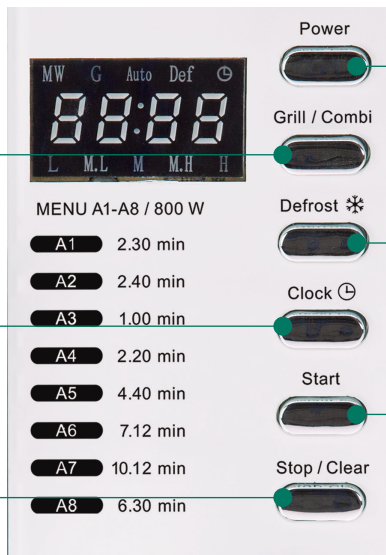 Power
MW G Auto Def
88:88
L M.L M M.H H
Grill / Combi
MENU A1-A8 / 800 W
Defrost
A1 2.30 min
A2 2.40 min
Clock
A3 1.00 min
A4 2.20 min
Start
A5 4.40 min
A6 7.12 min
A7 10.12 min
Stop / Clear
A8 6.30 min